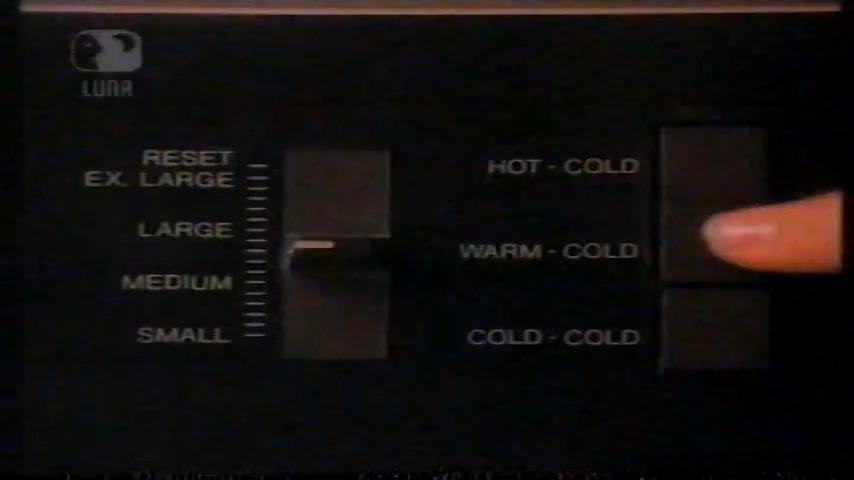 LUNA
RESET
EX. LARGE
LARGE
MEDIUM
SMALL
HOT - COLD
WARM - COLD
COLD - COLD